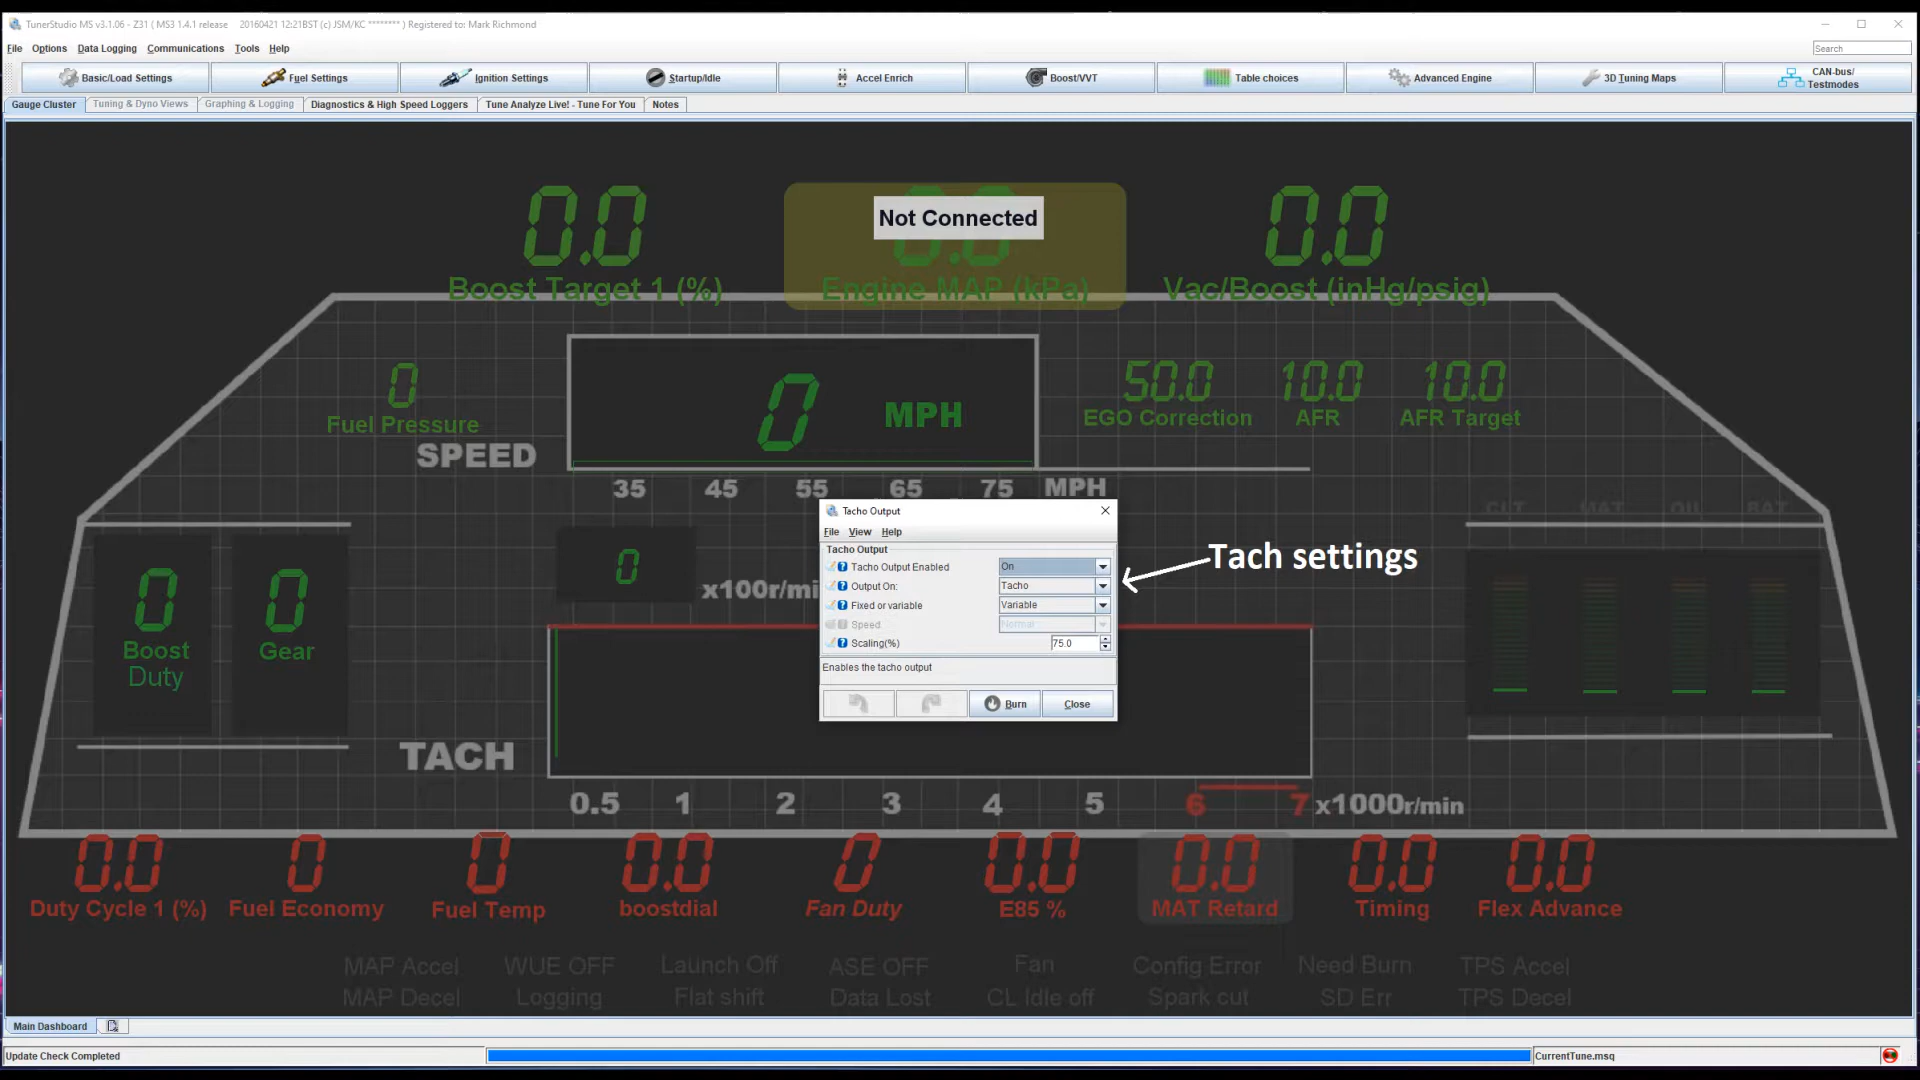 TunerStudio MS v3.1.06 - Z31 ( MS3 1.4.1 release     20160421 12:21BST (c) JSM/KC ******** ) Registered to: Mark Richmond
File Options Data Logging Communications Tools Help
Search
Basic/Load Settings Fuel Settings Ignition Settings Startup/Idle Accel Enrich Boost/VVT Table choices Advanced Engine 3D Tuning Maps CAN-bus/
Testmodes
Gauge Cluster Tuning & Dyno Views Graphing & Logging Diagnostics & High Speed Loggers Tune Analyze Live! - Tune For You Notes
0.0 0.0 0.0
Not Connected
Boost Target 1 (%) Engine MAP (kPa) Vac/Boost (inHg/psig)
0 0 MPH 50.0 10.0 10.0
Fuel Pressure EGO Correction AFR AFR Target
SPEED
35 45 55 65 75 MPH
CLT MAT OIL BAT
Tacho Output
File View Help
Tacho Output
Tacho Output Enabled On
Output On: Tacho
Fixed or variable Variable
Speed: Normal
Scaling(%) 75.0
Enables the tacho output
Burn Close
Tach settings
0 x100r/mi
0 0
Boost
Duty
Gear
TACH
0.5 1 2 3 4 5 6 7 x1000r/min
0.0 0 0 0.0 0 0.0 0.0 0.0 0.0
Duty Cycle 1 (%) Fuel Economy Fuel Temp boostdial Fan Duty E85 % MAT Retard Timing Flex Advance
MAP Accel WUE OFF Launch Off ASE OFF Fan Config Error Need Burn TPS Accel
MAP Decel Logging Flat shift Data Lost CL Idle off Spark cut SD Err TPS Decel
Main Dashboard
Update Check Completed
CurrentTune.msq